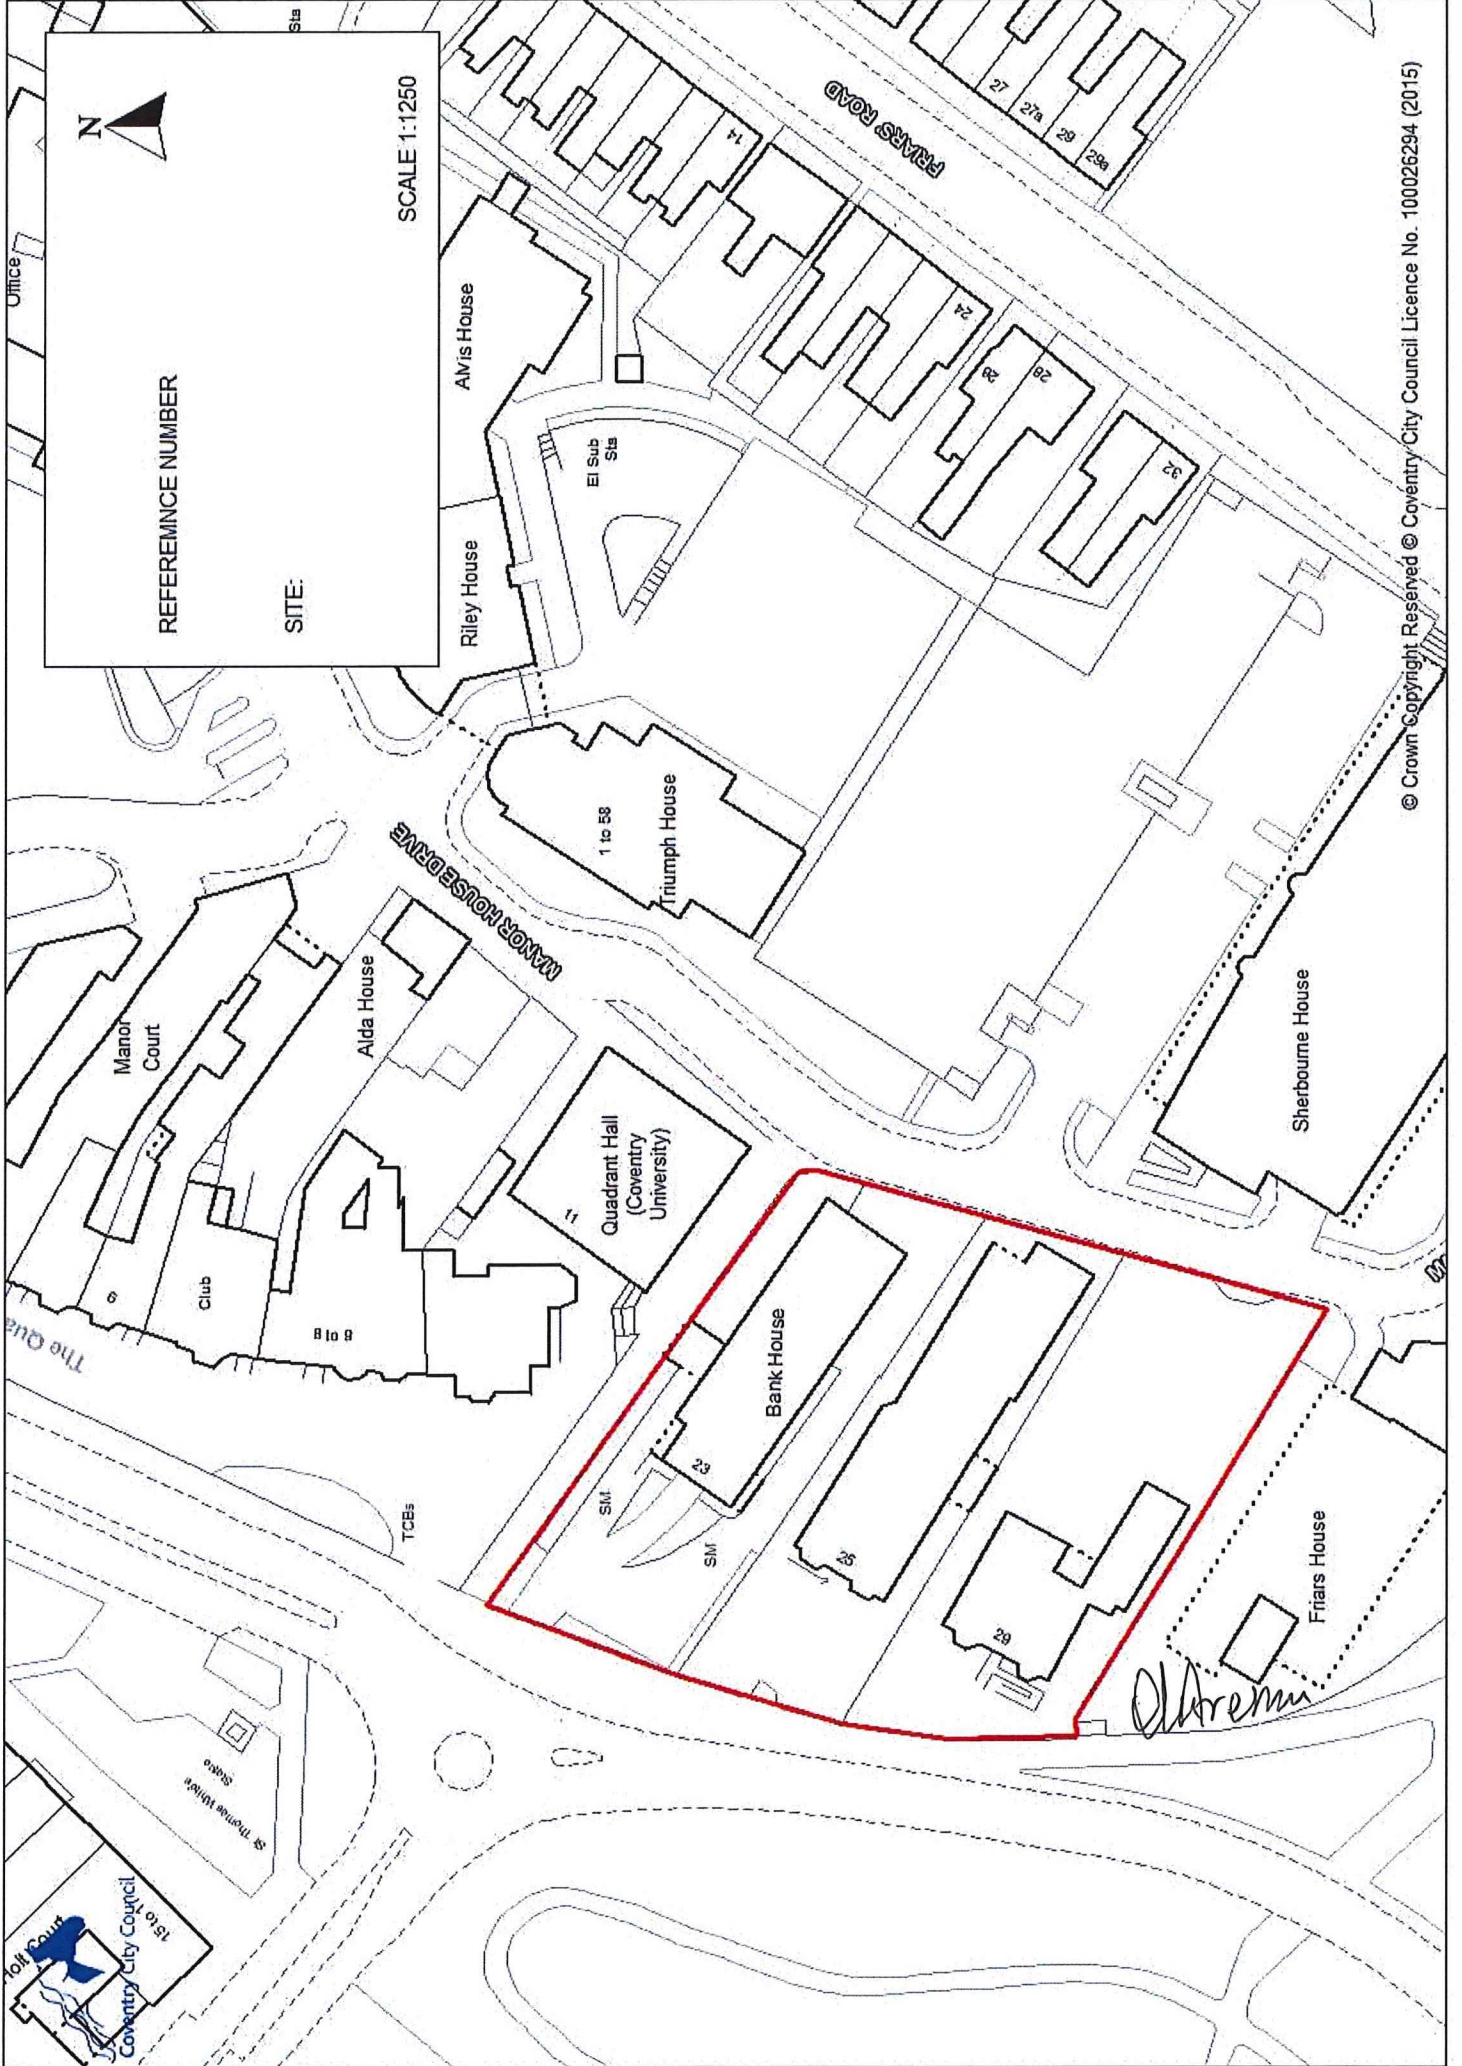 Office
N
REFEREMNCE NUMBER
SITE:
SCALE 1:1250
Sta
Alvis House
Riley House
El Sub
Sta
14
FRIARS' ROAD
27
27a
29
29a
24
26
28
32
1 to 58
Triumph House
MANOR HOUSE DRIVE
Manor
Court
Alda House
Quadrant Hall
(Coventry
University)
11
9
Club
6 to 8
The Qua
TCBs
SM
SM
23
Bank House
25
29
Sherbourne House
Friars House
St Thomas White's
Statue
Holt Court
15 to
Coventry City Council
© Crown Copyright Reserved © Coventry City Council Licence No. 100026294 (2015)